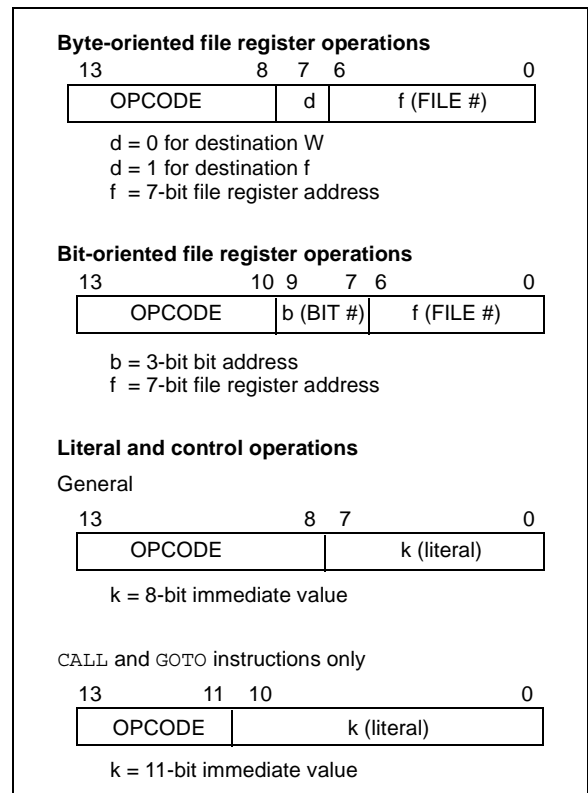 Byte-oriented file register operations
13 8 7 6 0
OPCODE d f (FILE #)
d = 0 for destination W
d = 1 for destination f
f = 7-bit file register address
Bit-oriented file register operations
13 10 9 7 6 0
OPCODE b (BIT #) f (FILE #)
b = 3-bit bit address
f = 7-bit file register address
Literal and control operations
General
13 8 7 0
OPCODE k (literal)
k = 8-bit immediate value
CALL and GOTO instructions only
13 11 10 0
OPCODE k (literal)
k = 11-bit immediate value